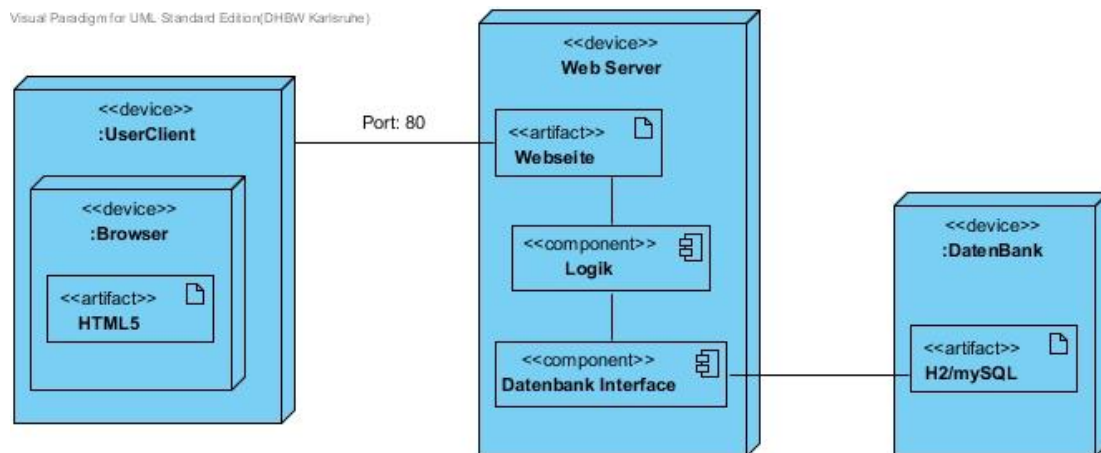 Visual Paradigm for UML Standard Edition(DHBW Karlsruhe)
<<device>>
:UserClient
<<device>>
:Browser
<<artifact>>
HTML5
Port: 80
<<device>>
Web Server
<<artifact>>
Webseite
<<component>>
Logik
<<component>>
Datenbank Interface
<<device>>
:DatenBank
<<artifact>>
H2/mySQL